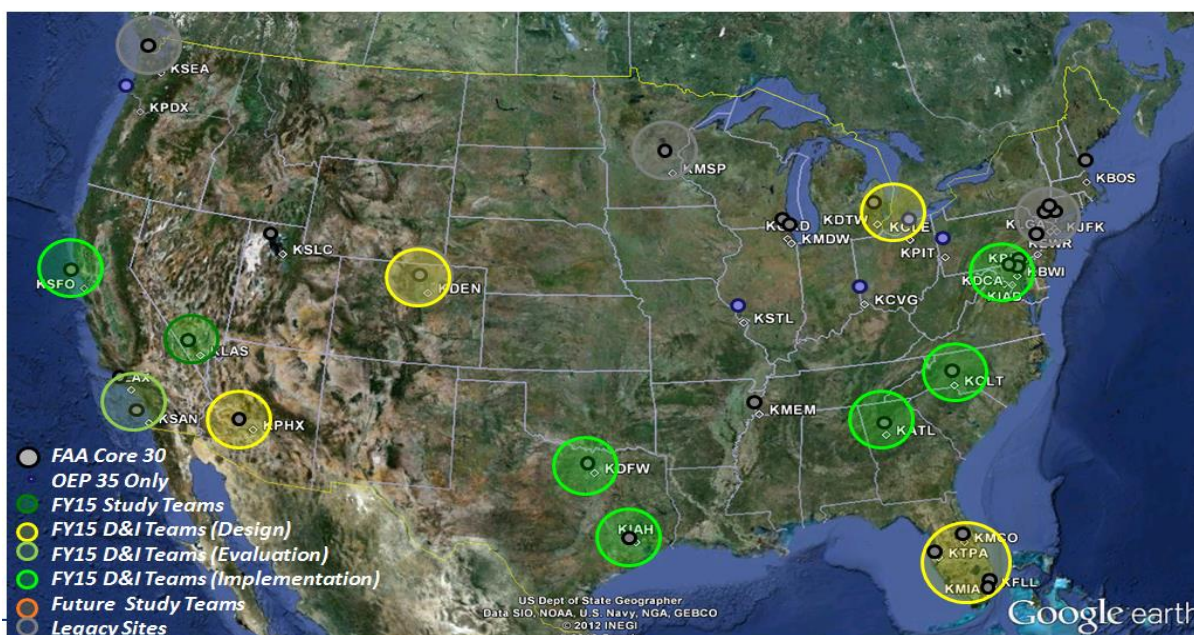 KSEA
KPDX
KMSP
KBOS
KDTW
KMDW
KPIT
KJFK
KSLC
KDEN
KSFO
KBWI
KDCA
KIAD
KCVG
KSTL
KLAS
KCLT
KSAN
KPHX
KMEM
KATL
KDFW
KIAH
KMCO
KTPA
KMIA
KFLL
FAA Core 30
OEP 35 Only
FY15 Study Teams
FY15 D&I Teams (Design)
FY15 D&I Teams (Evaluation)
FY15 D&I Teams (Implementation)
Future Study Teams
Legacy Sites
US Dept of State Geographer
Data SIO, NOAA, U.S. Navy, NGA, GEBCO
© 2012 INEGI
Google earth